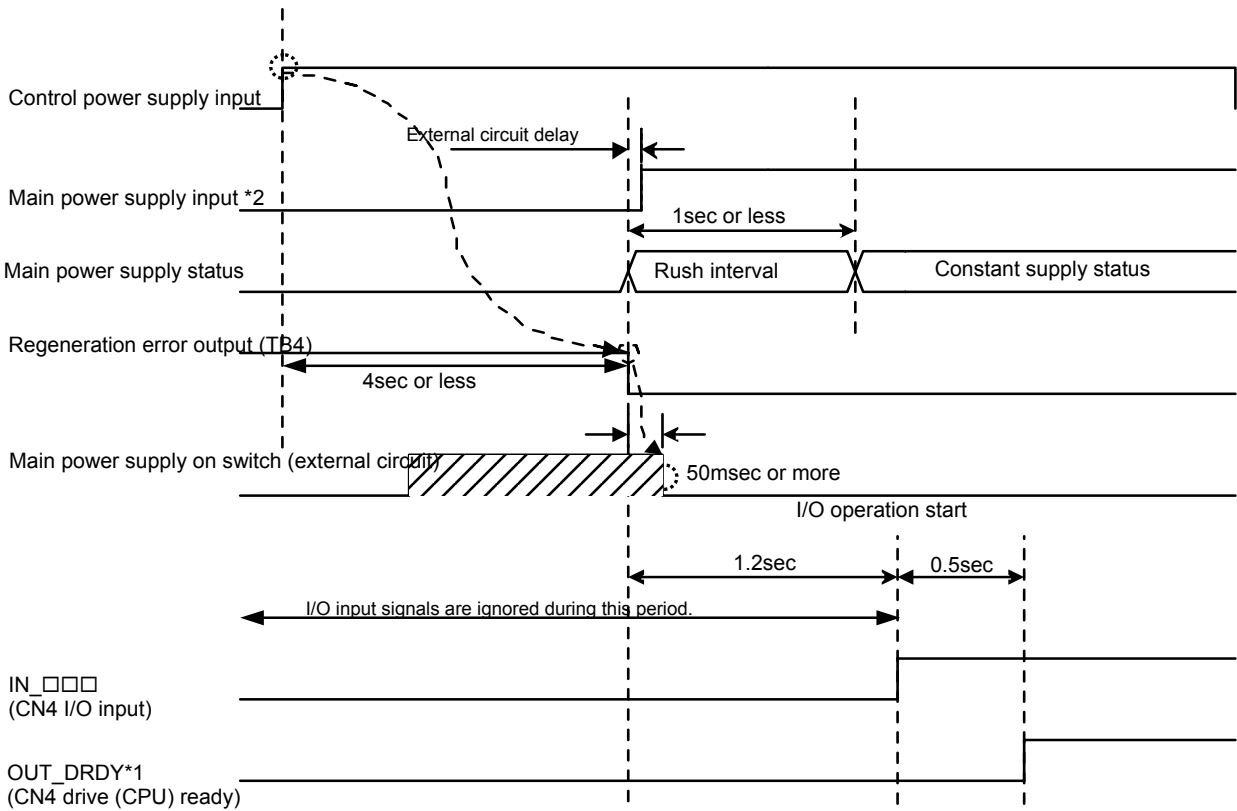 Control power supply input
External circuit delay
Main power supply input *2
1sec or less
Main power supply status
Rush interval
Constant supply status
Regeneration error output (TB4)
4sec or less
Main power supply on switch (external circuit)
50msec or more
I/O operation start
1.2sec
0.5sec
I/O input signals are ignored during this period.
IN_□□□
(CN4 I/O input)
OUT_DRDY*1
(CN4 drive (CPU) ready)